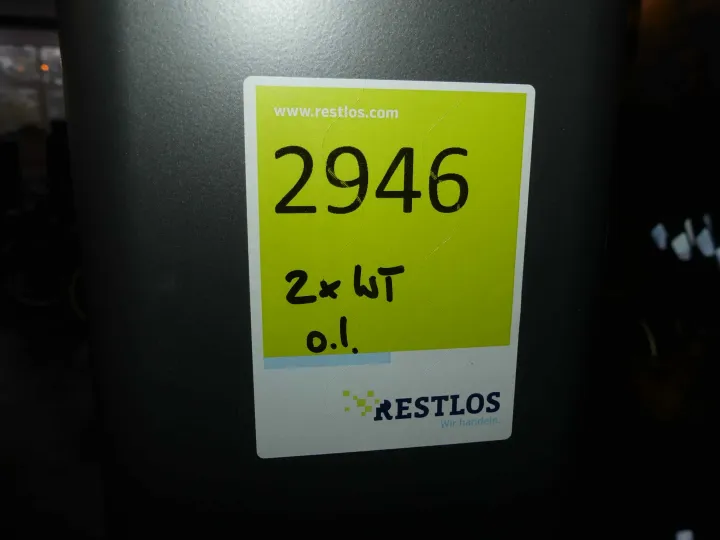 www.restlos.com
2946
2x WT
o.l.
RESTLOS
Wir handeln.